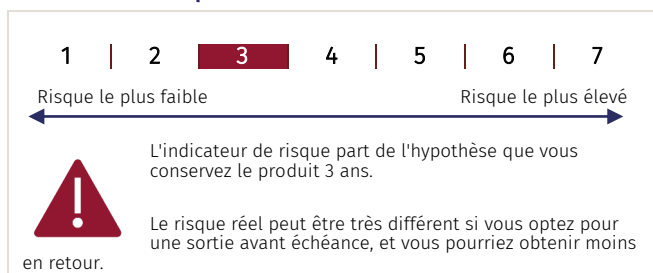 1 | 2 | 3 | 4 | 5 | 6 | 7
Risque le plus faible Risque le plus élevé
L'indicateur de risque part de l'hypothèse que vous
conservez le produit 3 ans.
Le risque réel peut être très différent si vous optez pour
une sortie avant échéance, et vous pourriez obtenir moins
en retour.